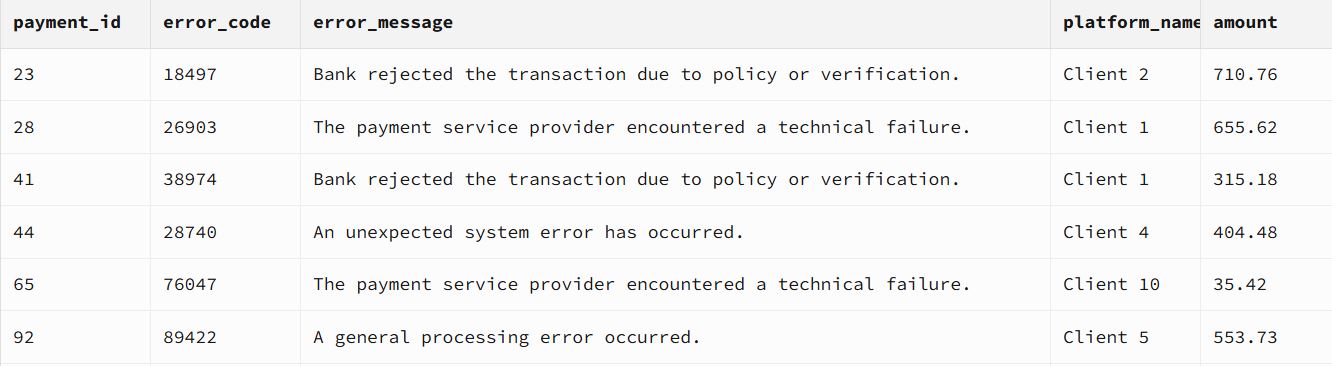 payment_id error_code error_message platform_name amount
23 18497 Bank rejected the transaction due to policy or verification. Client 2 710.76
28 26903 The payment service provider encountered a technical failure. Client 1 655.62
41 38974 Bank rejected the transaction due to policy or verification. Client 1 315.18
44 28740 An unexpected system error has occurred. Client 4 404.48
65 76047 The payment service provider encountered a technical failure. Client 10 35.42
92 89422 A general processing error occurred. Client 5 553.73